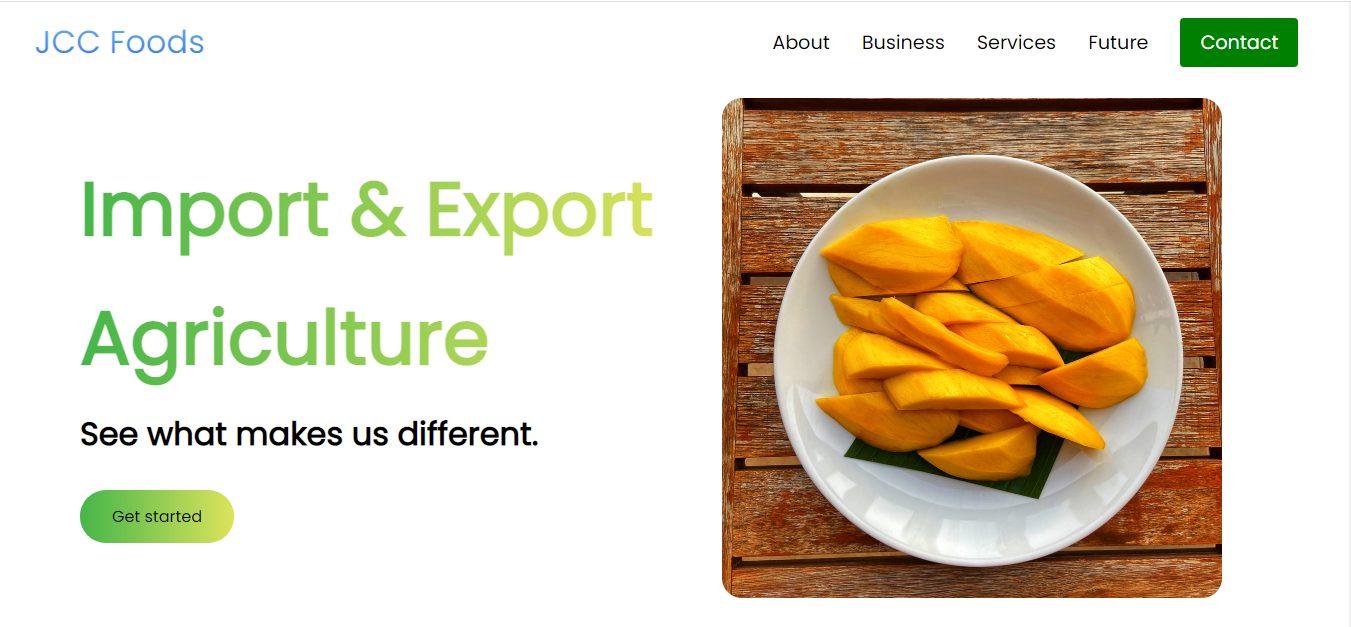 JCC Foods
About Business Services Future Contact
Import & Export
Agriculture
See what makes us different.
Get started